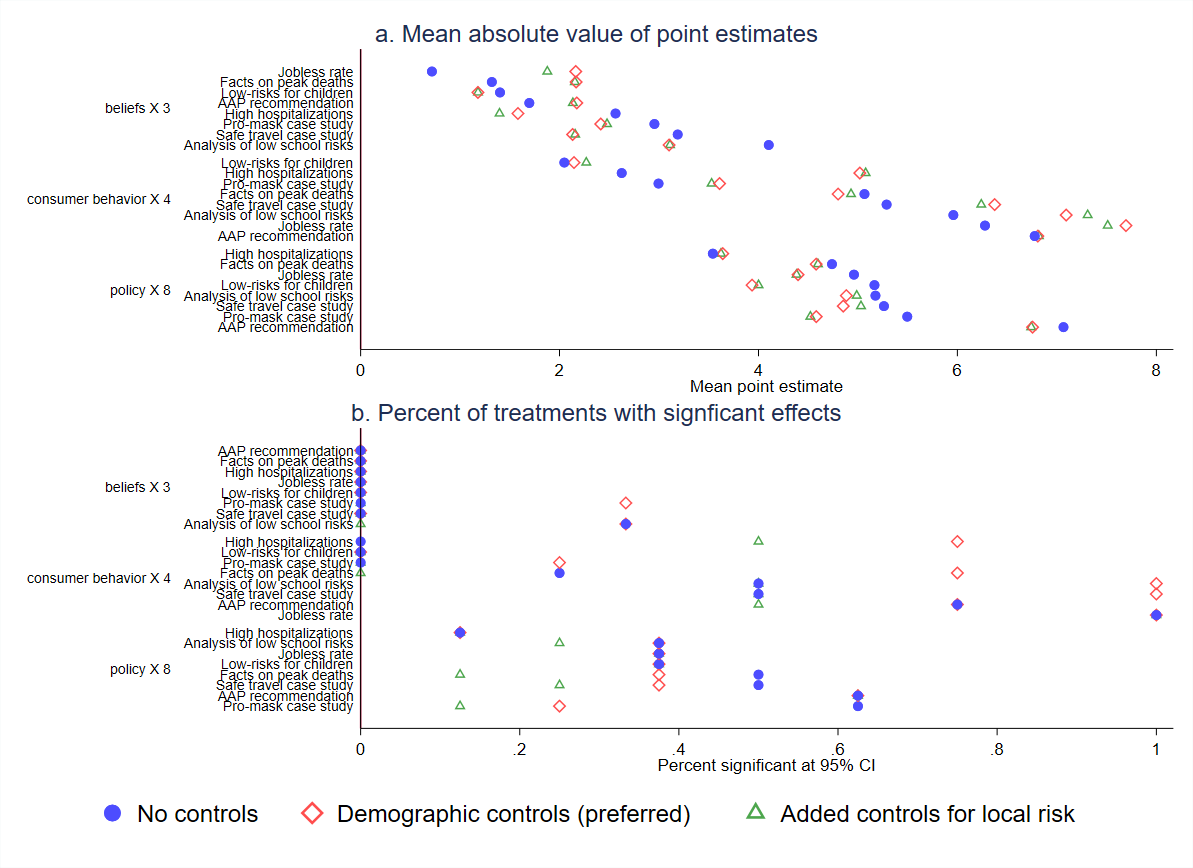 a. Mean absolute value of point estimates
beliefs X 3
Jobless rate
Facts on peak deaths
Low-risks for children
AAP recommendation
High hospitalizations
Pro-mask case study
Safe travel case study
Analysis of low school risks
consumer behavior X 4
Low-risks for children
High hospitalizations
Pro-mask case study
Facts on peak deaths
Safe travel case study
Analysis of low school risks
Jobless rate
AAP recommendation
policy X 8
High hospitalizations
Facts on peak deaths
Jobless rate
Low-risks for children
Analysis of low school risks
Safe travel case study
Pro-mask case study
AAP recommendation
0 2 4 6 8
Mean point estimate
b. Percent of treatments with signficant effects
beliefs X 3
AAP recommendation
Facts on peak deaths
High hospitalizations
Jobless rate
Low-risks for children
Pro-mask case study
Safe travel case study
Analysis of low school risks
consumer behavior X 4
High hospitalizations
Low-risks for children
Pro-mask case study
Facts on peak deaths
Analysis of low school risks
Safe travel case study
AAP recommendation
Jobless rate
policy X 8
High hospitalizations
Analysis of low school risks
Jobless rate
Low-risks for children
Facts on peak deaths
Safe travel case study
AAP recommendation
Pro-mask case study
0 .2 .4 .6 .8 1
Percent significant at 95% CI
No controls Demographic controls (preferred) Added controls for local risk